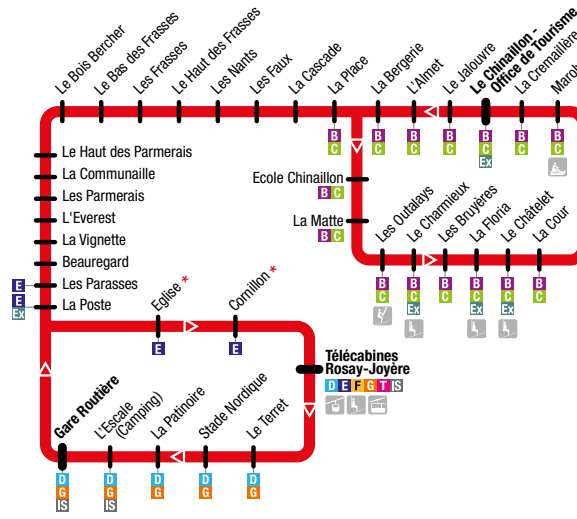 Le Bois Bercher
Le Bas des Frasses
Les Frasses
Le Haut des Frasses
Les Nants
Les Faux
La Cascade
La Place
B
C
La Bergerie
B
C
L'Almet
B
C
Le Jalouvre
B
C
Le Chinaillon -
Office de Tourisme
B
C
Ex
La Cremaillère
B
C
B
C
Le Haut des Parmerais
La Communaille
Les Parmerais
L'Everest
La Vignette
Beauregard
Les Parasses
E
La Poste
E
Ex
Ecole Chinaillon
B C
La Matte
B C
Les Outalays
B
C
Le Charmieux
B
C
Ex
Les Bruyères
B
C
La Floria
B
C
Ex
Le Châtelet
B
C
Ex
La Cour
B
C
Eglise *
E
Cornillon *
E
Télécabines
Rosay-Joyère
D E F G T IS
Gare Routière
D
G
IS
L'Escale
(Camping)
D
G
IS
La Patinoire
D
G
Stade Nordique
D
G
Le Terret
D
G